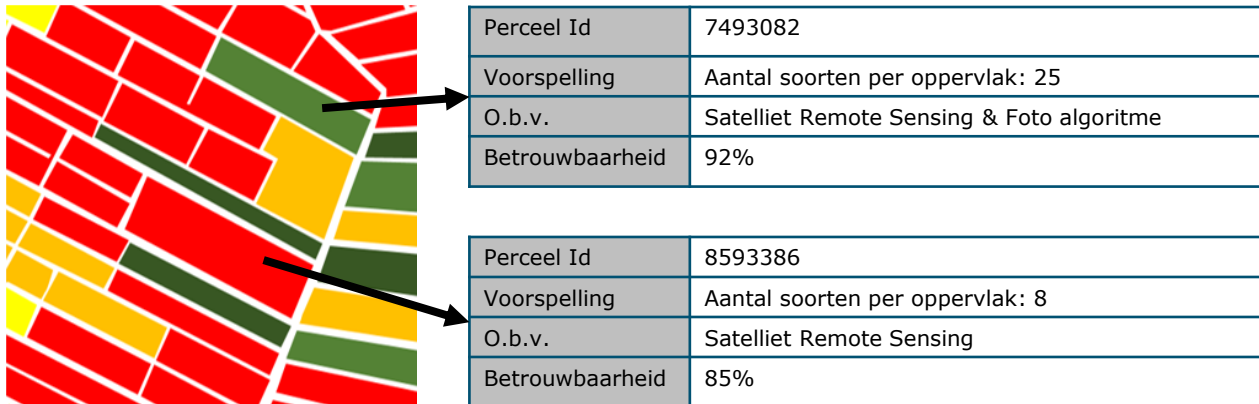 Perceel Id 7493082
Voorspelling Aantal soorten per oppervlak: 25
O.b.v. Satelliet Remote Sensing & Foto algoritme
Betrouwbaarheid 92%
Perceel Id 8593386
Voorspelling Aantal soorten per oppervlak: 8
O.b.v. Satelliet Remote Sensing
Betrouwbaarheid 85%